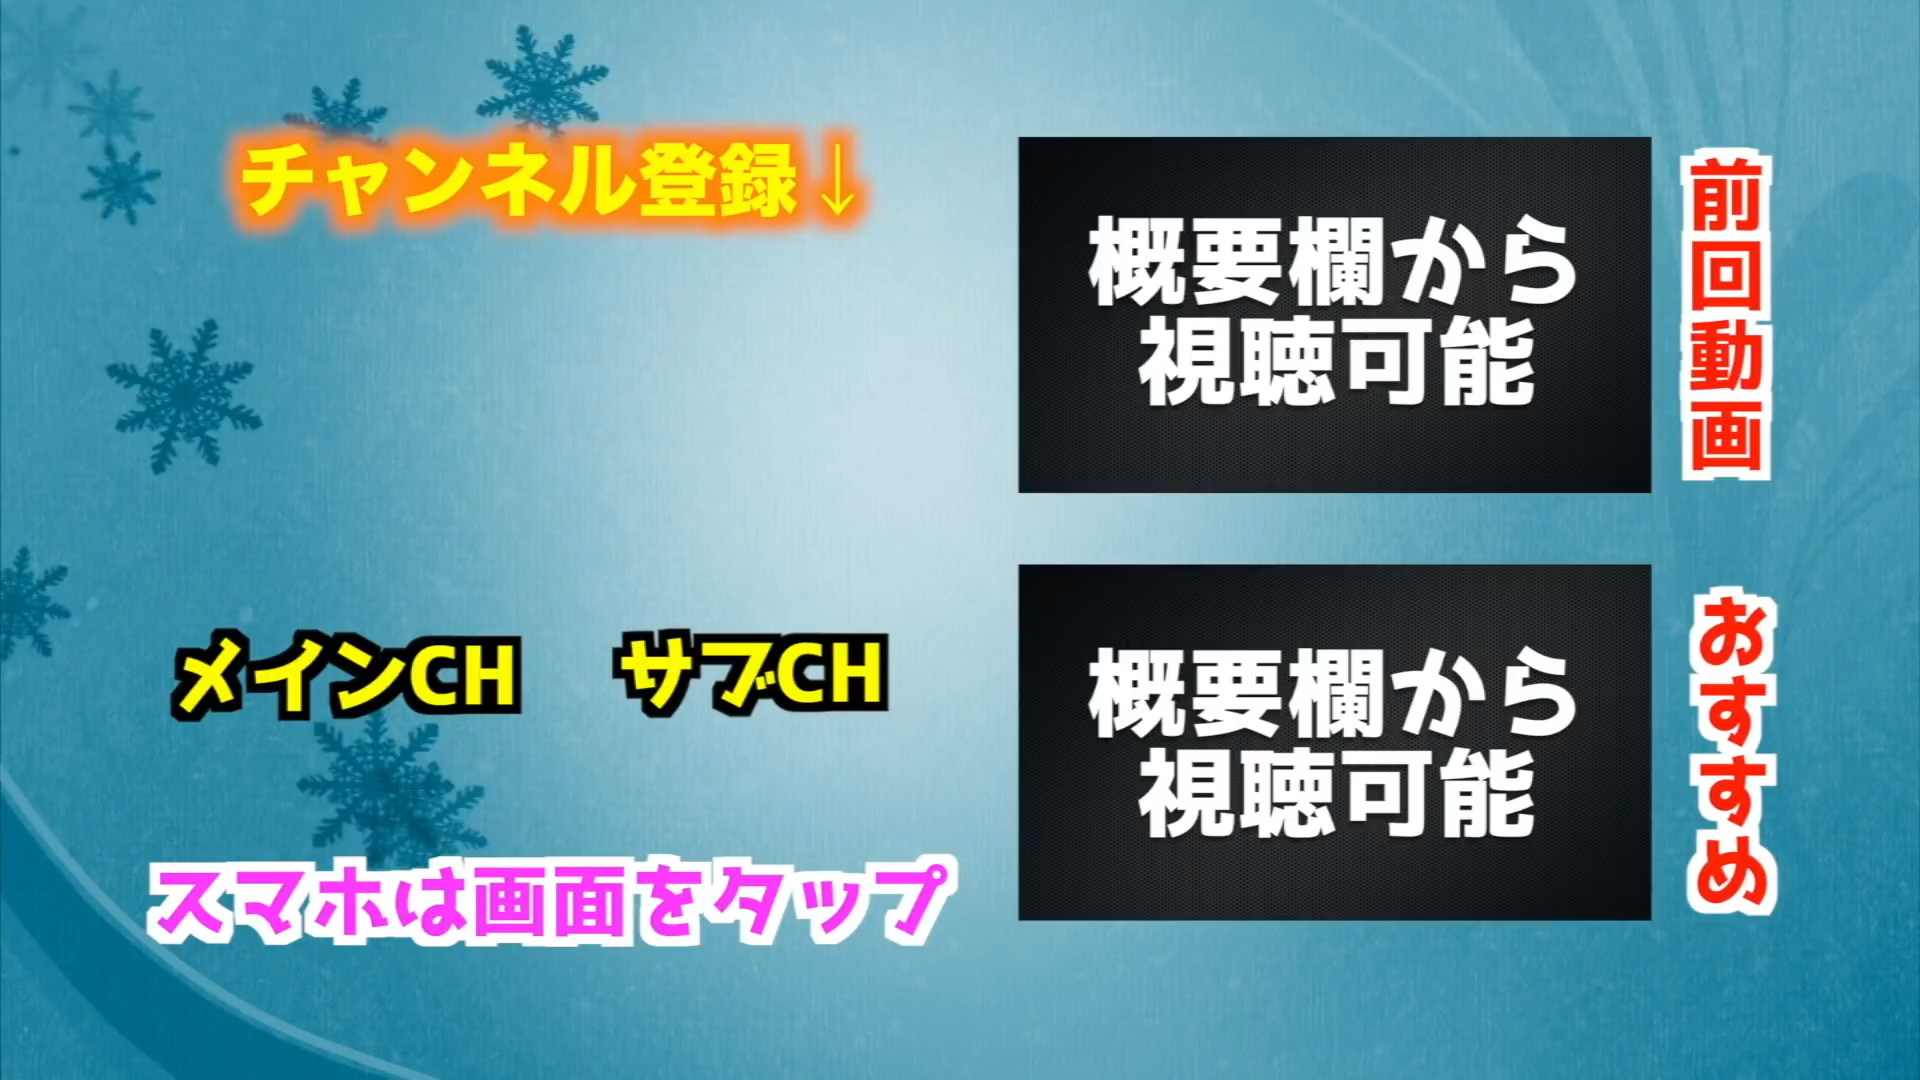 チャンネル登録↓
メインCH
サブCH
スマホは画面をタップ
概要欄から
視聴可能
前回動画
概要欄から
視聴可能
おすすめ